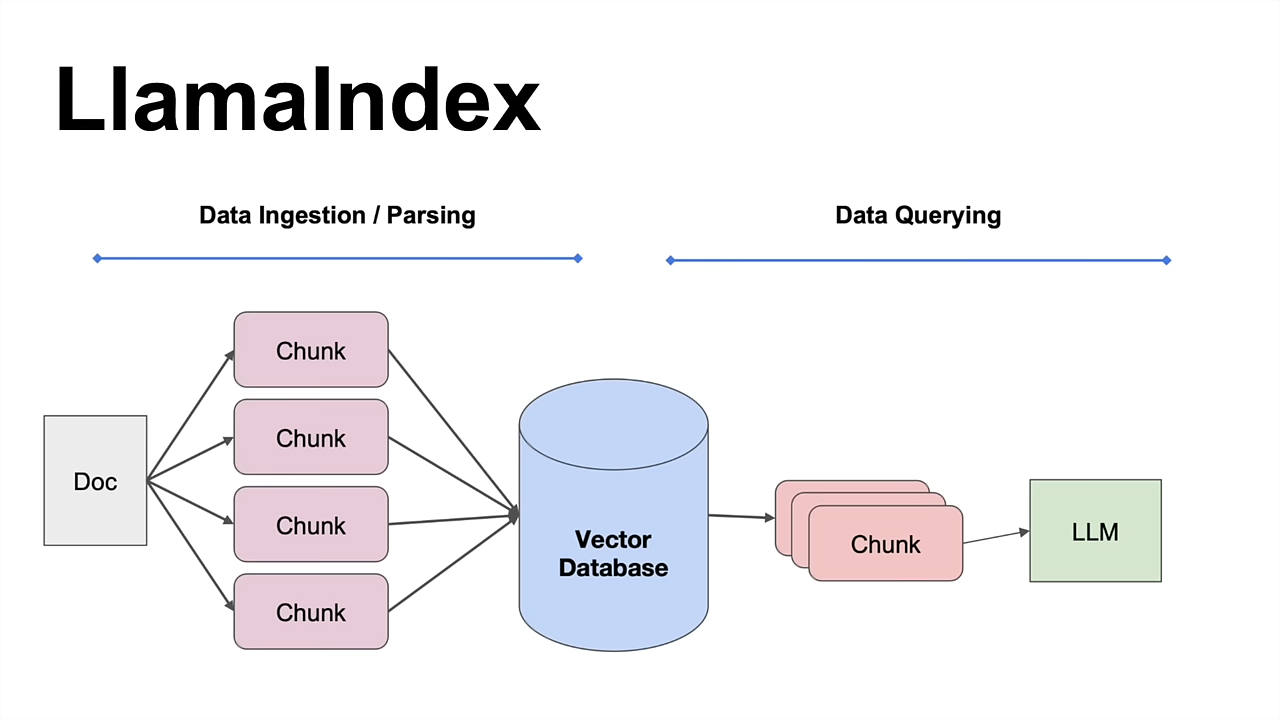 LlamaIndex
Data Ingestion / Parsing
Data Querying
Doc
Chunk
Chunk
Chunk
Chunk
Vector
Database
Chunk
LLM